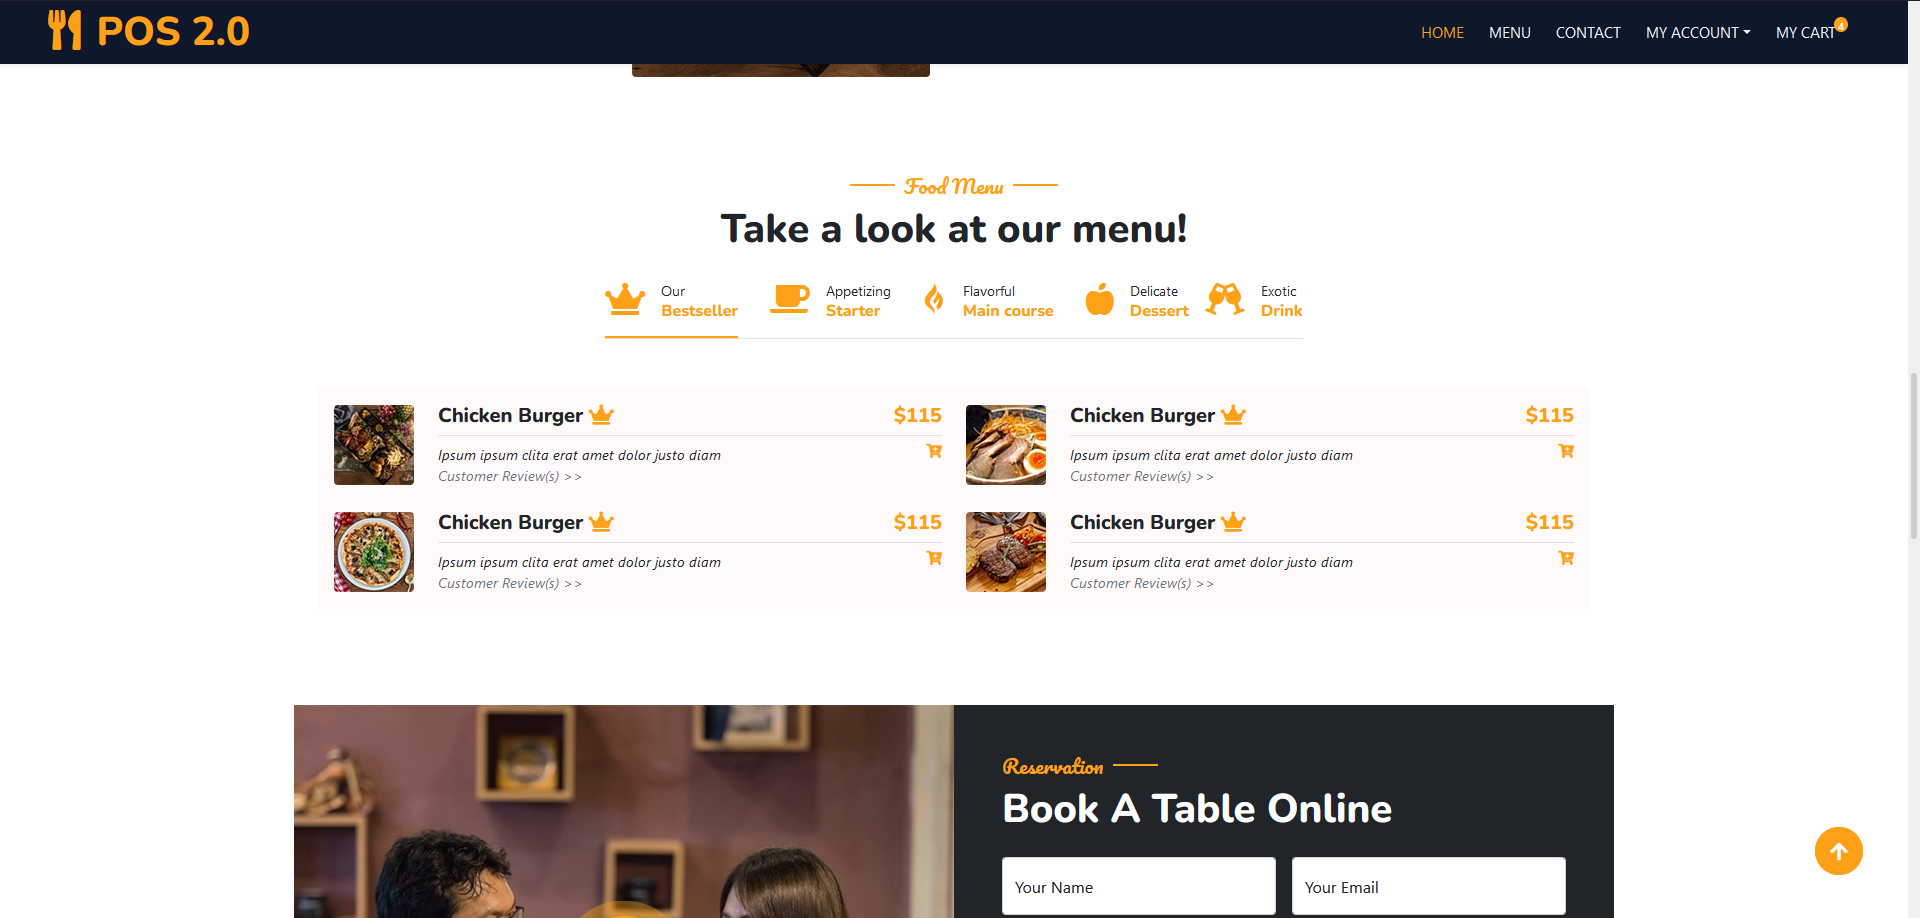 POS 2.0
HOME MENU CONTACT MY ACCOUNT MY CART 4
Food Menu
Take a look at our menu!
Our
Bestseller
Appetizing
Starter
Flavorful
Main course
Delicate
Dessert
Exotic
Drink
Chicken Burger $115
Ipsum ipsum clita erat amet dolor justo diam
Customer Review(s) >>
Chicken Burger $115
Ipsum ipsum clita erat amet dolor justo diam
Customer Review(s) >>
Chicken Burger $115
Ipsum ipsum clita erat amet dolor justo diam
Customer Review(s) >>
Chicken Burger $115
Ipsum ipsum clita erat amet dolor justo diam
Customer Review(s) >>
Reservation
Book A Table Online
Your Name
Your Email